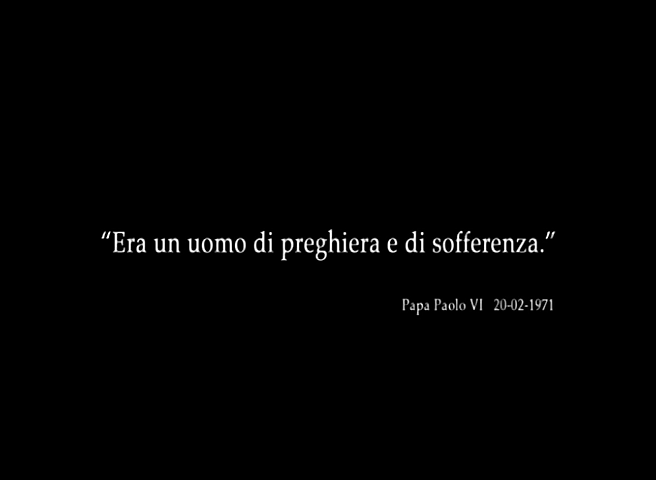 “Era un uomo di preghiera e di sofferenza.”
Papa Paolo VI 20-02-1971